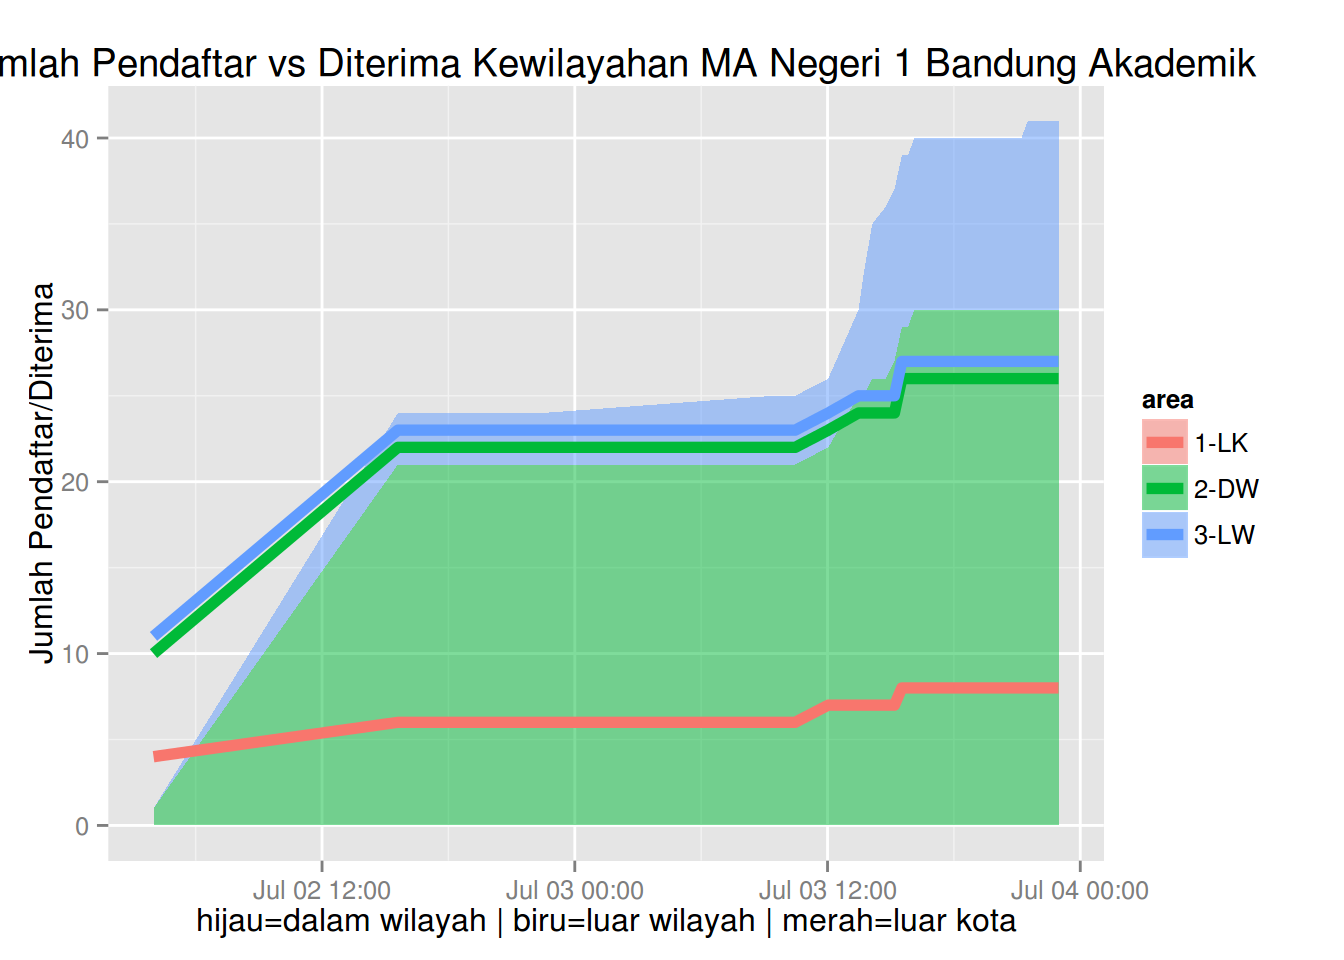 mlah Pendaftar vs Diterima Kewilayahan MA Negeri 1 Bandung Akademik
Jumlah Pendaftar/Diterima
40
30
20
10
0
Jul 02 12:00
Jul 03 00:00
Jul 03 12:00
Jul 04 00:00
hijau=dalam wilayah | biru=luar wilayah | merah=luar kota
area
1-LK
2-DW
3-LW